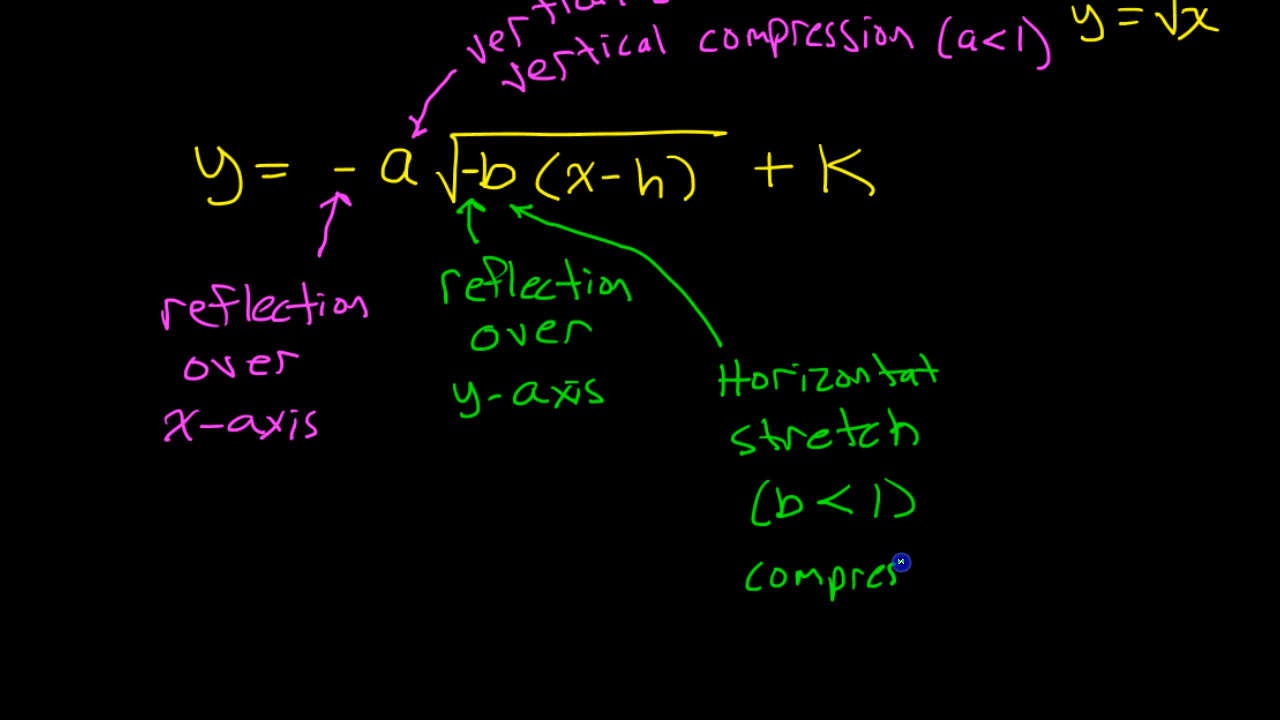 vertical compression (a<1)
y = √x
y = - a √-b (x-h) + K
reflection
over
x-axis
reflection
over
y-axis
Horizontal
stretch
(b < 1)
compres